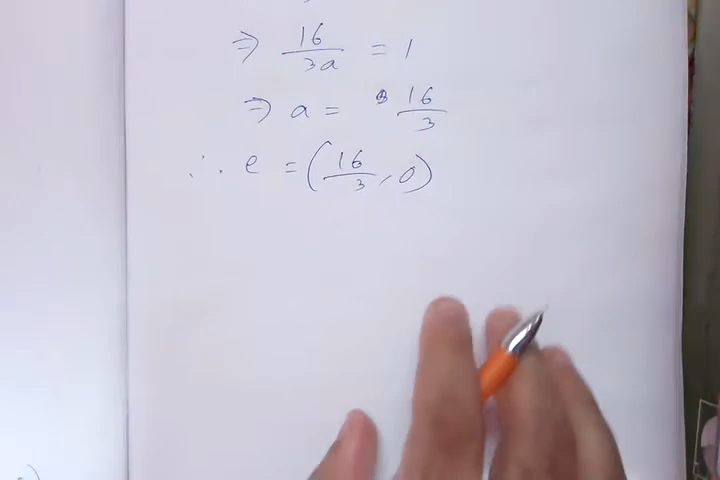 ⇒ 16/3a = 1
⇒ a = 16/3
∴ e = (16/3, 0)